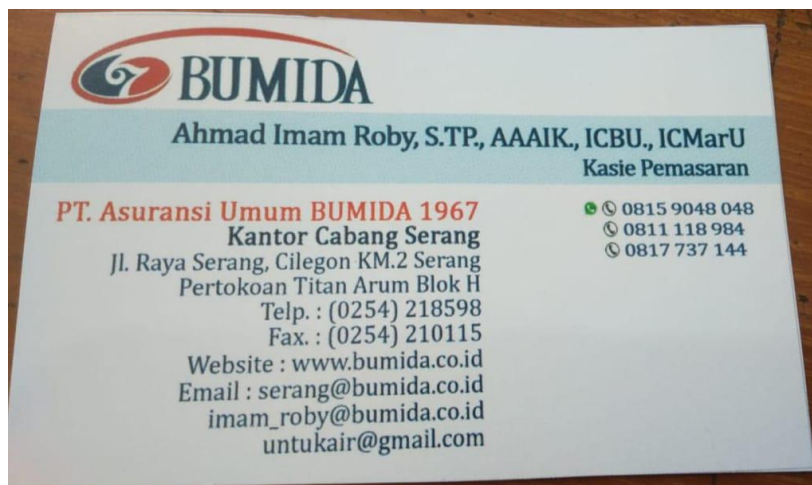 67 BUMIDA
Ahmad Imam Roby, S.TP., AAAIK., ICBU., ICMarU
Kasie Pemasaran
PT. Asuransi Umum BUMIDA 1967
Kantor Cabang Serang
Jl. Raya Serang, Cilegon KM.2 Serang
Pertokoan Titan Arum Blok H
Telp. : (0254) 218598
Fax. : (0254) 210115
Website : www.bumida.co.id
Email : serang@bumida.co.id
imam_roby@bumida.co.id
untukair@gmail.com
0815 9048 048
0811 118 984
0817 737 144